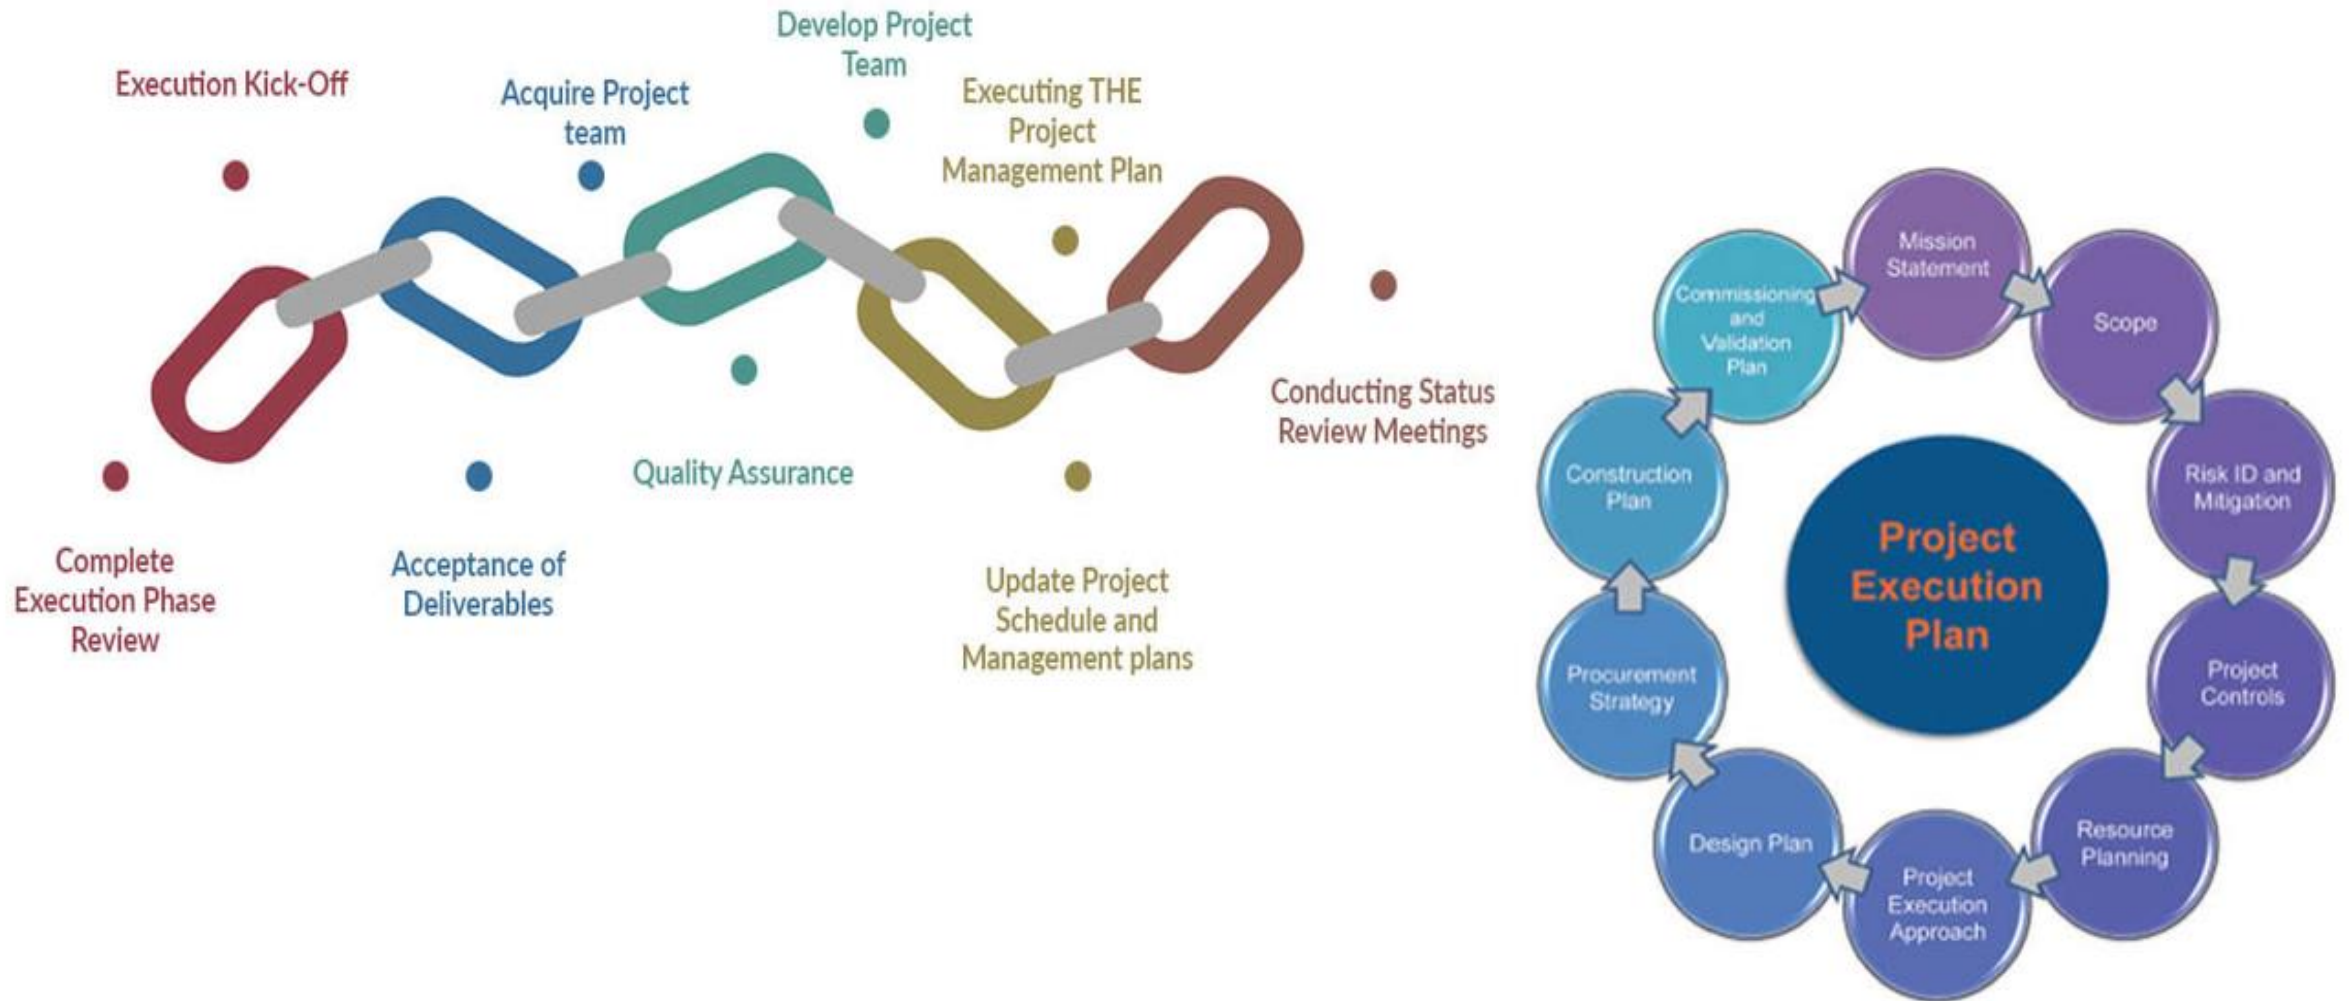 Develop Project
Team
Execution Kick-Off
Acquire Project
team
Executing THE
Project
Management Plan
Conducting Status
Review Meetings
Quality Assurance
Complete
Execution Phase
Review
Acceptance of
Deliverables
Update Project
Schedule and
Management plans
Mission
Statement
Scope
Risk ID and
Mitigation
Project
Controls
Resource
Planning
Project
Execution
Approach
Design Plan
Procurement
Strategy
Construction
Plan
Commissioning
and
Validation
Plan
Project
Execution
Plan